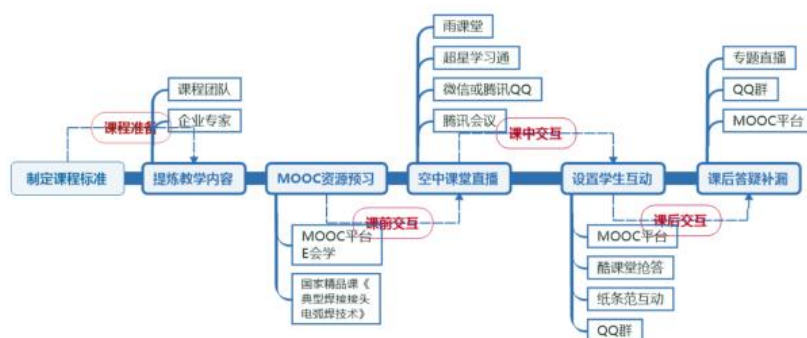 雨课堂
超星学习通
微信或腾讯QQ
腾讯会议
专题直播
QQ群
MOOC平台
课程团队
企业专家
课程准备
课中交互
制定课程标准
提炼教学内容
MOOC资源预习
空中课堂直播
设置学生互动
课后答疑补漏
课前交互
课后交互
MOOC平台
E会学
国家精品课《
典型焊接接头
电弧焊技术》
MOOC平台
酷课堂抢答
纸条范互动
QQ群